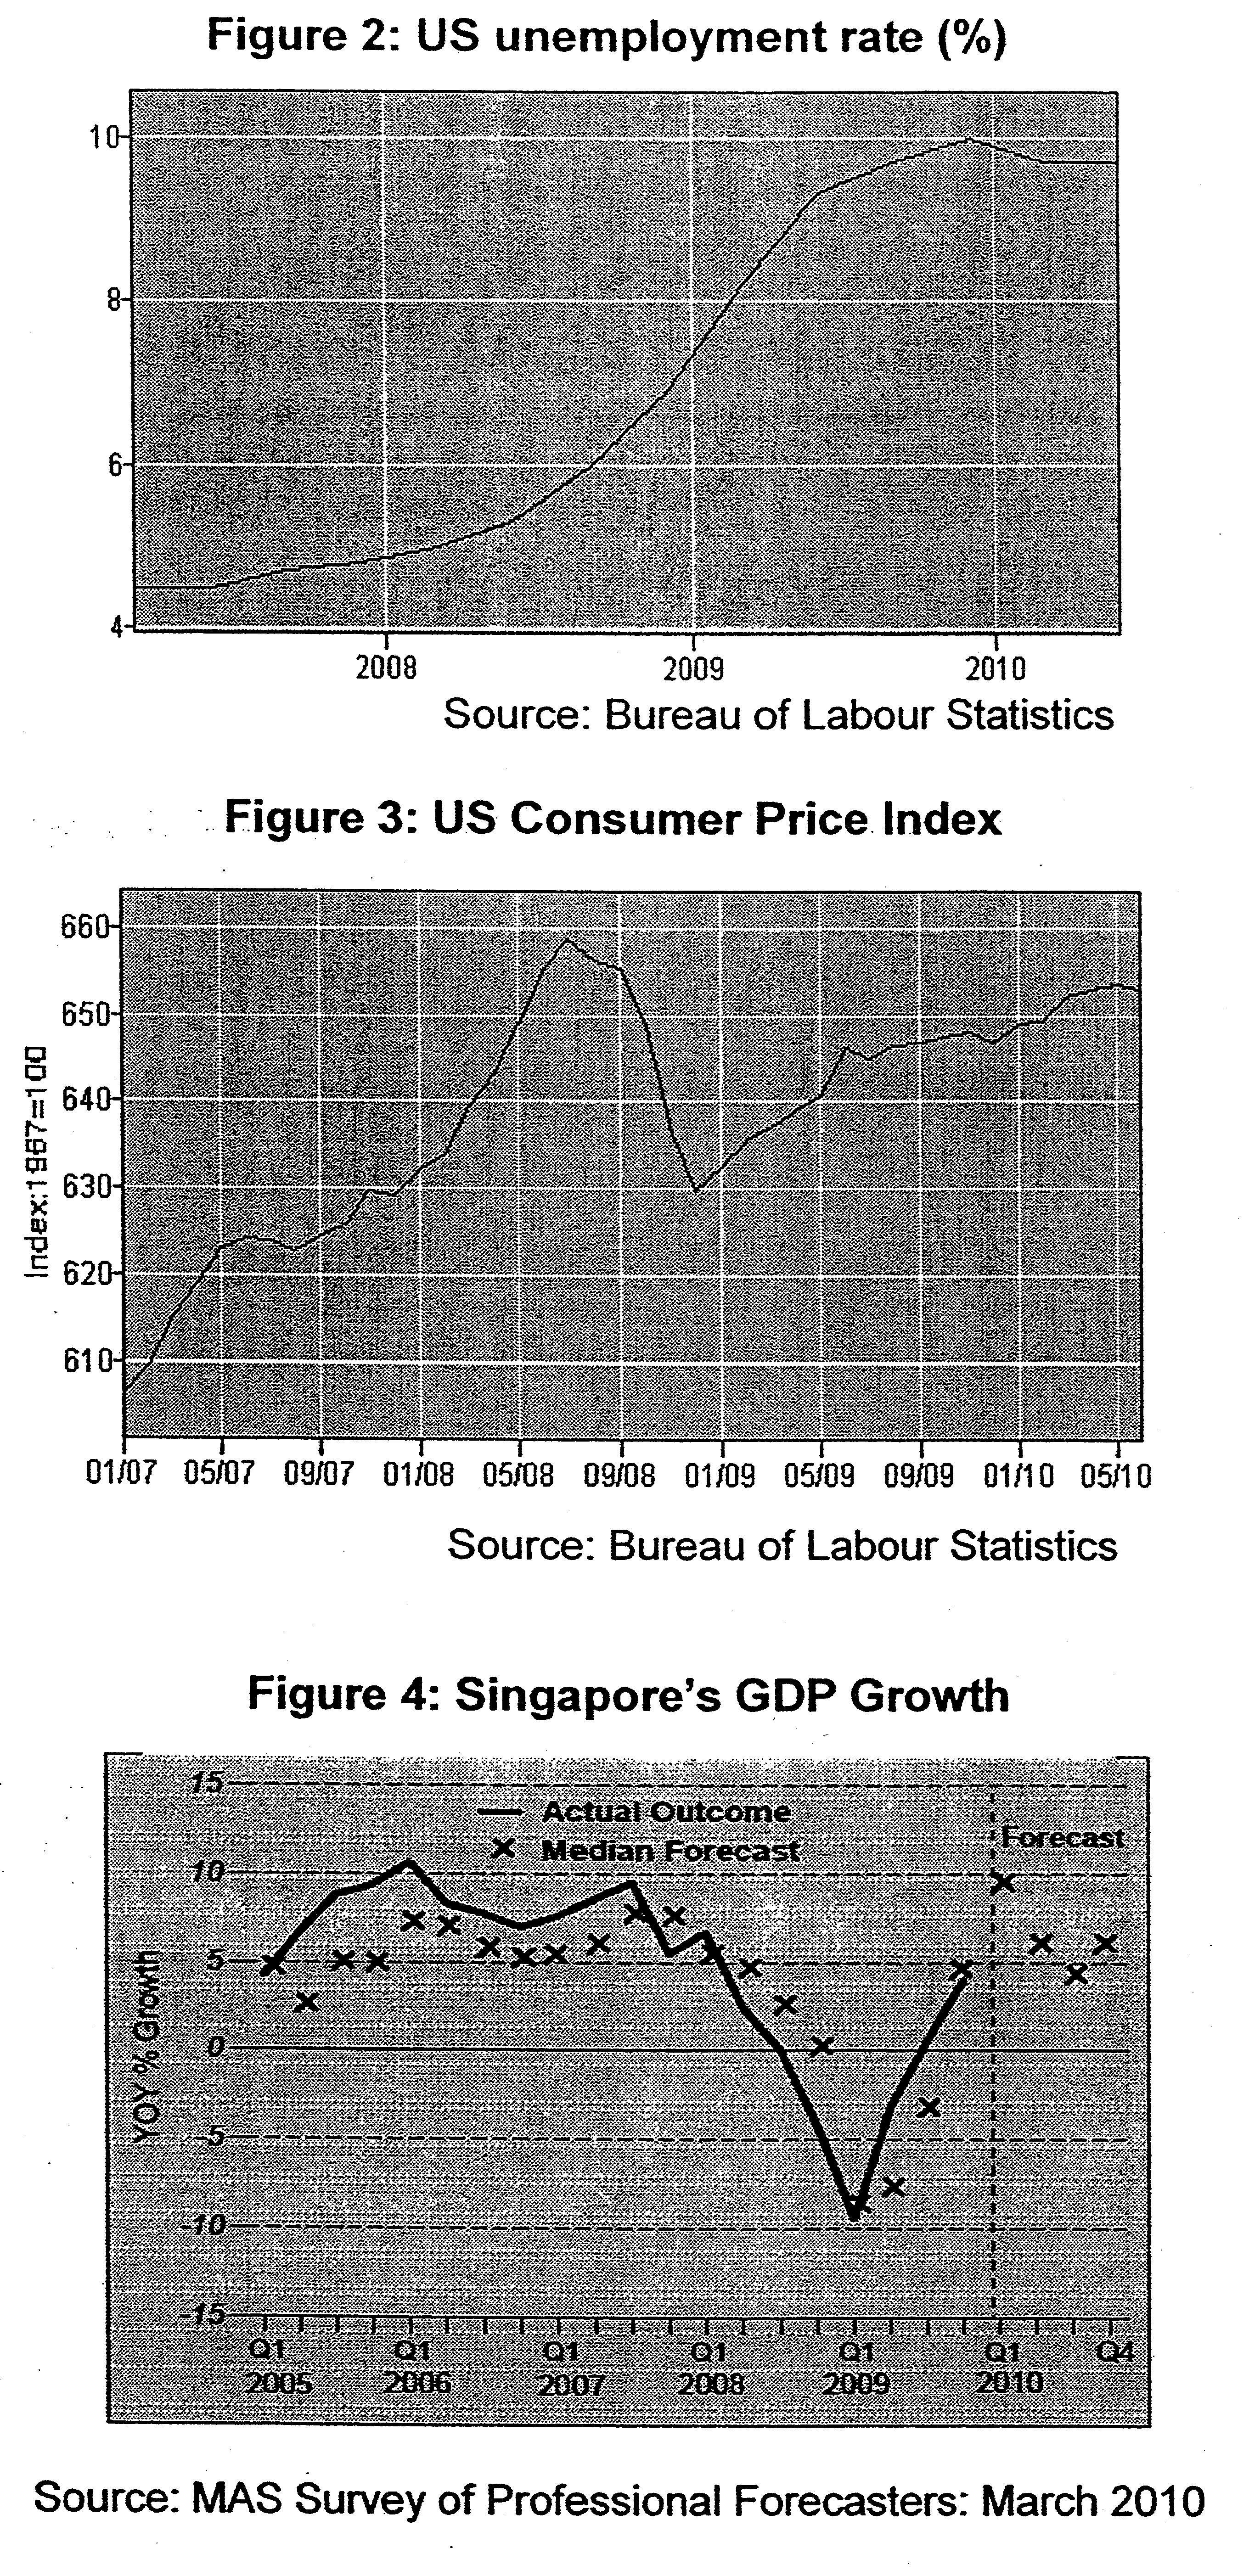 Figure 2: US unemployment rate (%)
10
8
6
4
2008 2009 2010
Source: Bureau of Labour Statistics
Figure 3: US Consumer Price Index
Index:1967=100
660
650
640
630
620
610
01/07 05/07 09/07 01/08 05/08 09/08 01/09 05/09 09/09 01/10 05/10
Source: Bureau of Labour Statistics
Figure 4: Singapore's GDP Growth
YOY % Growth
15
10
5
0
-5
-10
-15
Actual Outcome
Median Forecast
Forecast
Q1 Q1 Q1 Q1 Q1 Q1 Q4
2005 2006 2007 2008 2009 2010
Source: MAS Survey of Professional Forecasters: March 2010